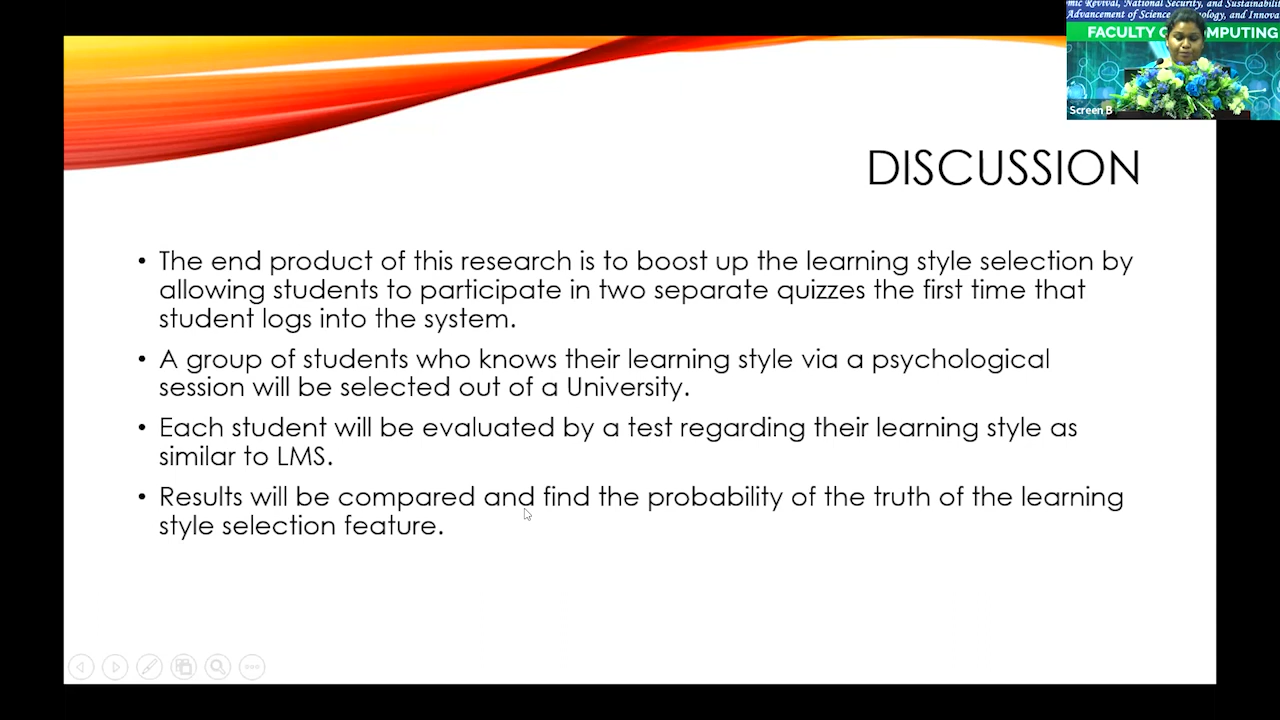 omic Revival, National Security, and Sustainabili
Advancement of Science
ology, and Innova
FACULTY
MPUTING
Screen B
DISCUSSION
• The end product of this research is to boost up the learning style selection by
allowing students to participate in two separate quizzes the first time that
student logs into the system.
• A group of students who knows their learning style via a psychological
session will be selected out of a University.
• Each student will be evaluated by a test regarding their learning style as
similar to LMS.
• Results will be compared and find the probability of the truth of the learning
style selection feature.